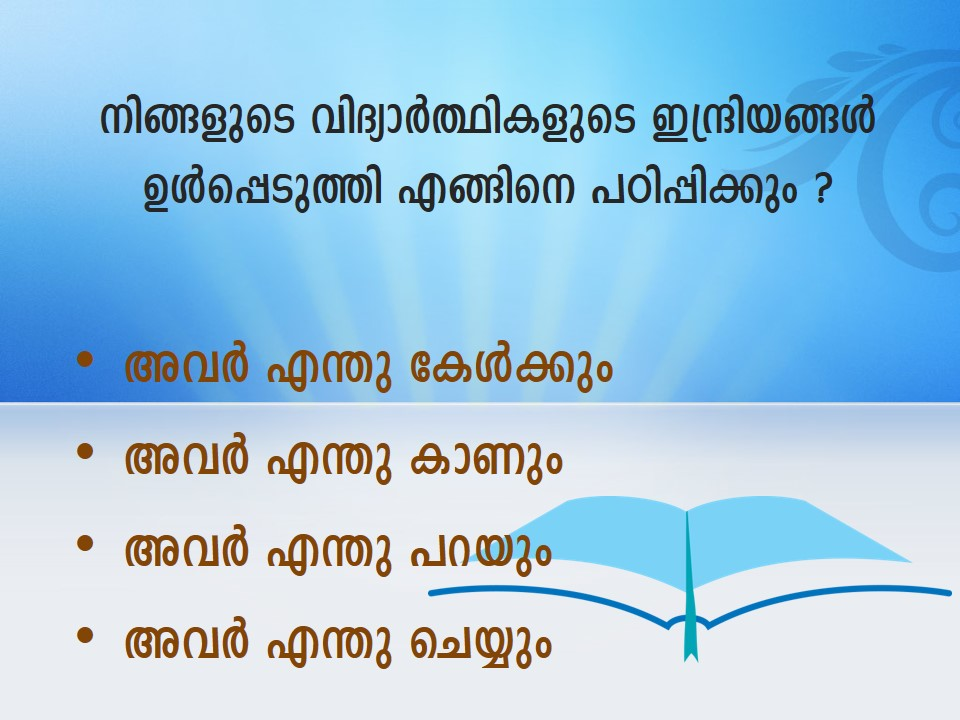 നിങ്ങളുടെ വിദ്യാർത്ഥികളുടെ ഇന്ദ്രിയങ്ങൾ
ഉൾപ്പെടുത്തി എങ്ങിനെ പഠിപ്പിക്കും ?
• അവർ എന്തു കേൾക്കും
• അവർ എന്തു കാണും
• അവർ എന്തു പറയും
• അവർ എന്തു ചെയ്യും